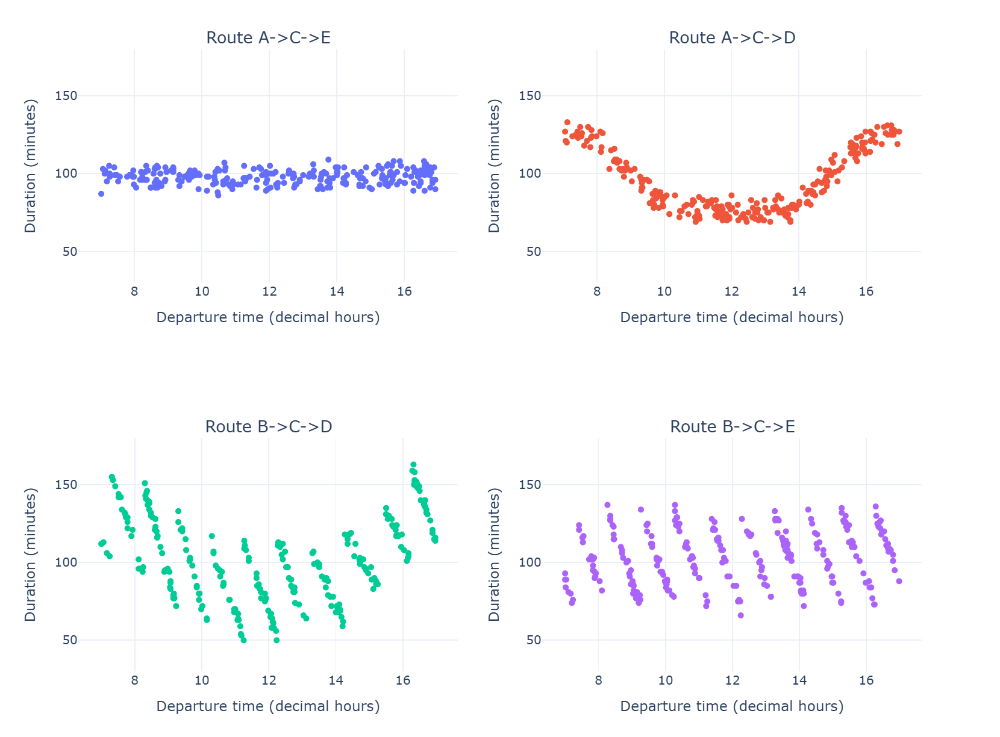 Route A->C->E
Route A->C->D
Duration (minutes)
150
100
50
8
10
12
14
16
Departure time (decimal hours)
Duration (minutes)
150
100
50
8
10
12
14
16
Departure time (decimal hours)
Route B->C->D
Route B->C->E
Duration (minutes)
150
100
50
8
10
12
14
16
Departure time (decimal hours)
Duration (minutes)
150
100
50
8
10
12
14
16
Departure time (decimal hours)